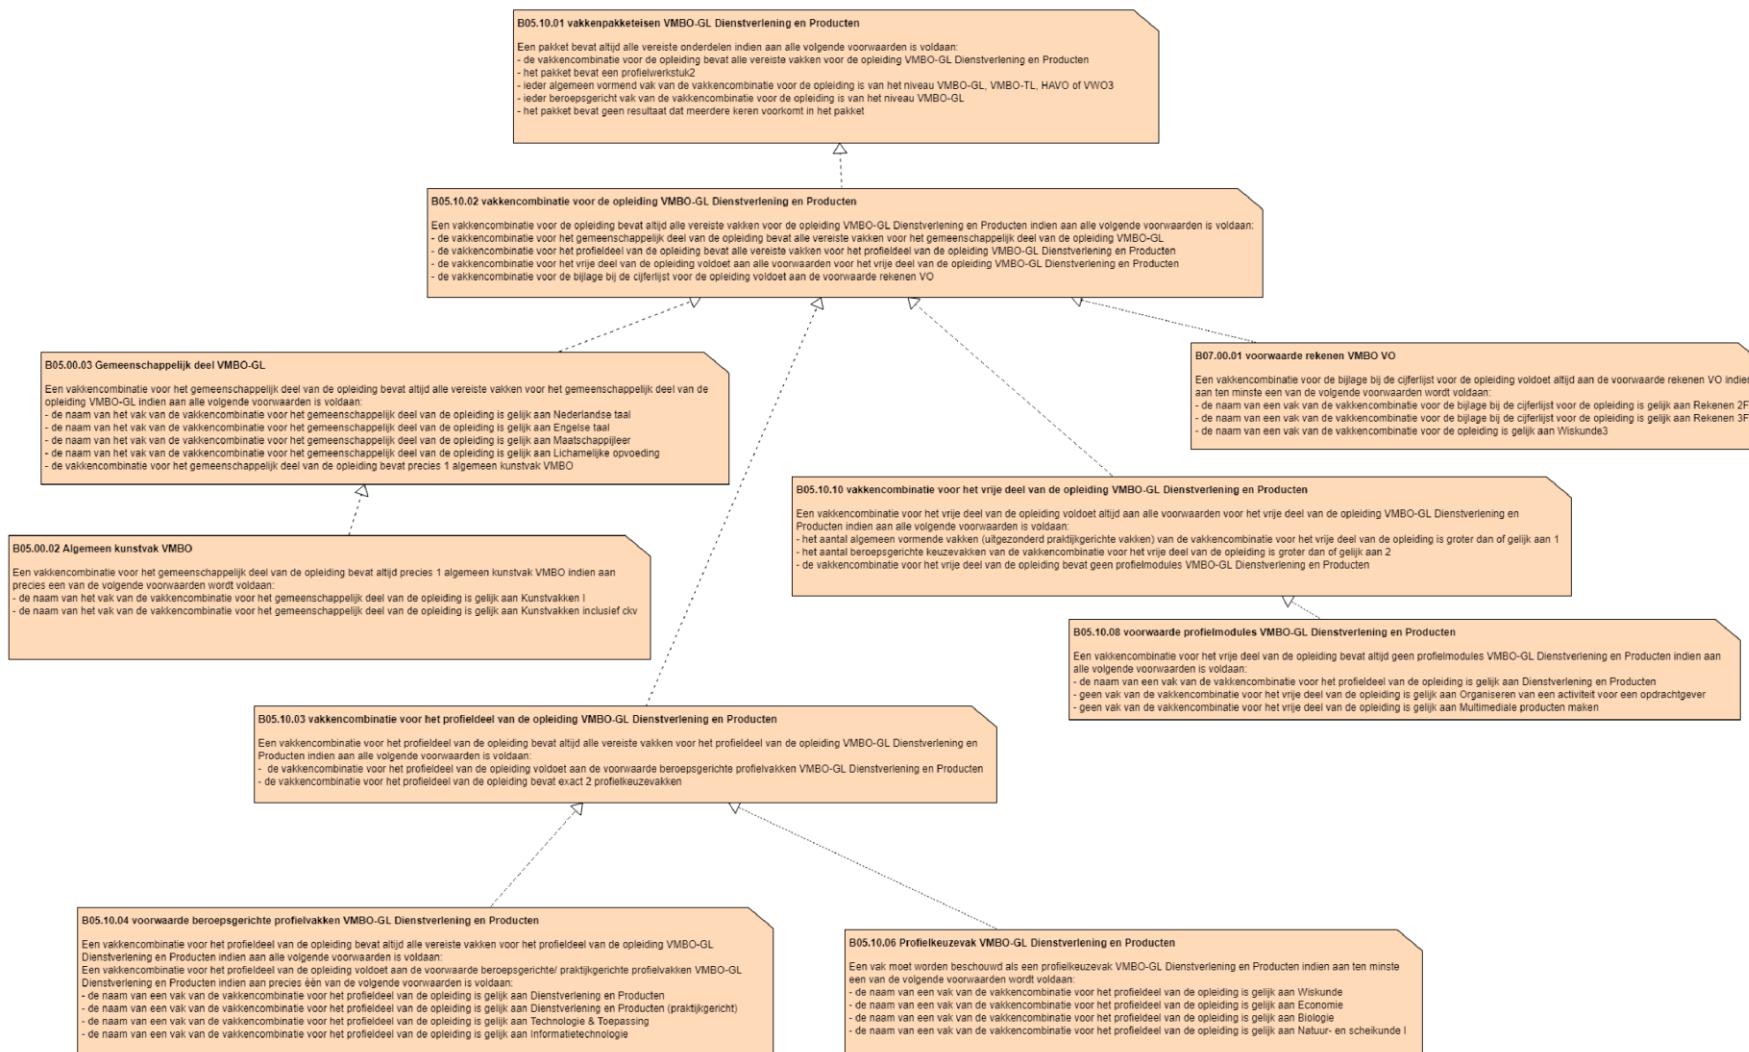 B05.10.01 vakkenpakketeisen VMBO-GL Dienstverlening en Producten
Een pakket bevat altijd alle vereiste onderdelen indien aan alle volgende voorwaarden is voldaan:
- de vakkencombinatie voor de opleiding bevat alle vereiste vakken voor de opleiding VMBO-GL Dienstverlening en Producten
- het pakket bevat een profielwerkstuk2
- ieder algemeen vormend vak van de vakkencombinatie voor de opleiding is van het niveau VMBO-GL, VMBO-TL, HAVO of VWO3
- ieder beroepsgericht vak van de vakkencombinatie voor de opleiding is van het niveau VMBO-GL
- het pakket bevat geen resultaat dat meerdere keren voorkomt in het pakket
B05.10.02 vakkencombinatie voor de opleiding VMBO-GL Dienstverlening en Producten
Een vakkencombinatie voor de opleiding bevat altijd alle vereiste vakken voor de opleiding VMBO-GL Dienstverlening en Producten indien aan alle volgende voorwaarden is voldaan:
- de vakkencombinatie voor het gemeenschappelijk deel van de opleiding bevat alle vereiste vakken voor het gemeenschappelijk deel van de opleiding VMBO-GL
- de vakkencombinatie voor het profieldeel van de opleiding bevat alle vereiste vakken voor het profieldeel van de opleiding VMBO-GL Dienstverlening en Producten
- de vakkencombinatie voor het vrije deel van de opleiding voldoet aan alle voorwaarden voor het vrije deel van de opleiding VMBO-GL Dienstverlening en Producten
- de vakkencombinatie voor de bijlage bij de cijferlijst voor de opleiding voldoet aan de voorwaarde rekenen VO
B05.00.03 Gemeenschappelijk deel VMBO-GL
Een vakkencombinatie voor het gemeenschappelijk deel van de opleiding bevat altijd alle vereiste vakken voor het gemeenschappelijk deel van de
opleiding VMBO-GL indien aan alle volgende voorwaarden is voldaan:
- de naam van het vak van de vakkencombinatie voor het gemeenschappelijk deel van de opleiding is gelijk aan Nederlandse taal
- de naam van het vak van de vakkencombinatie voor het gemeenschappelijk deel van de opleiding is gelijk aan Engelse taal
- de naam van het vak van de vakkencombinatie voor het gemeenschappelijk deel van de opleiding is gelijk aan Maatschappijleer
- de naam van het vak van de vakkencombinatie voor het gemeenschappelijk deel van de opleiding is gelijk aan Lichamelijke opvoeding
- de vakkencombinatie voor het gemeenschappelijk deel van de opleiding bevat precies 1 algemeen kunstvak VMBO
B07.00.01 voorwaarde rekenen VMBO VO
Een vakkencombinatie voor de bijlage bij de cijferlijst voor de opleiding voldoet altijd aan de voorwaarde rekenen VO indien
aan ten minste een van de volgende voorwaarden wordt voldaan:
- de naam van een vak van de vakkencombinatie voor de bijlage bij de cijferlijst voor de opleiding is gelijk aan Rekenen 2F
- de naam van een vak van de vakkencombinatie voor de bijlage bij de cijferlijst voor de opleiding is gelijk aan Rekenen 3F
- de naam van een vak van de vakkencombinatie voor de opleiding is gelijk aan Wiskunde3
B05.10.10 vakkencombinatie voor het vrije deel van de opleiding VMBO-GL Dienstverlening en Producten
Een vakkencombinatie voor het vrije deel van de opleiding voldoet altijd aan alle voorwaarden voor het vrije deel van de opleiding VMBO-GL Dienstverlening en
Producten indien aan alle volgende voorwaarden is voldaan:
- het aantal algemeen vormende vakken (uitgezonderd praktijkgerichte vakken) van de vakkencombinatie voor het vrije deel van de opleiding is groter dan of gelijk aan 1
- het aantal beroepsgerichte keuzevakken van de vakkencombinatie voor het vrije deel van de opleiding is groter dan of gelijk aan 2
- de vakkencombinatie voor het vrije deel van de opleiding bevat geen profielmodules VMBO-GL Dienstverlening en Producten
B05.00.02 Algemeen kunstvak VMBO
Een vakkencombinatie voor het gemeenschappelijk deel van de opleiding bevat altijd precies 1 algemeen kunstvak VMBO indien aan
precies een van de volgende voorwaarden wordt voldaan:
- de naam van het vak van de vakkencombinatie voor het gemeenschappelijk deel van de opleiding is gelijk aan Kunstvakken I
- de naam van het vak van de vakkencombinatie voor het gemeenschappelijk deel van de opleiding is gelijk aan Kunstvakken inclusief ckv
B05.10.08 voorwaarde profielmodules VMBO-GL Dienstverlening en Producten
Een vakkencombinatie voor het vrije deel van de opleiding bevat altijd geen profielmodules VMBO-GL Dienstverlening en Producten indien aan
alle volgende voorwaarden is voldaan:
- de naam van een vak van de vakkencombinatie voor het profieldeel van de opleiding is gelijk aan Dienstverlening en Producten
- geen vak van de vakkencombinatie voor het vrije deel van de opleiding is gelijk aan Organiseren van een activiteit voor een opdrachtgever
- geen vak van de vakkencombinatie voor het vrije deel van de opleiding is gelijk aan Multimediale producten maken
B05.10.03 vakkencombinatie voor het profieldeel van de opleiding VMBO-GL Dienstverlening en Producten
Een vakkencombinatie voor het profieldeel van de opleiding bevat altijd alle vereiste vakken voor het profieldeel van de opleiding VMBO-GL Dienstverlening en
Producten indien aan alle volgende voorwaarden is voldaan:
- de vakkencombinatie voor het profieldeel van de opleiding voldoet aan de voorwaarde beroepsgerichte profielvakken VMBO-GL Dienstverlening en Producten
- de vakkencombinatie voor het profieldeel van de opleiding bevat exact 2 profielkeuzevakken
B05.10.04 voorwaarde beroepsgerichte profielvakken VMBO-GL Dienstverlening en Producten
Een vakkencombinatie voor het profieldeel van de opleiding bevat altijd alle vereiste vakken voor het profieldeel van de opleiding VMBO-GL
Dienstverlening en Producten indien aan alle volgende voorwaarden is voldaan:
Een vakkencombinatie voor het profieldeel van de opleiding voldoet aan de voorwaarde beroepsgerichte/ praktijkgerichte profielvakken VMBO-GL
Dienstverlening en Producten indien aan precies één van de volgende voorwaarden is voldaan:
- de naam van een vak van de vakkencombinatie voor het profieldeel van de opleiding is gelijk aan Dienstverlening en Producten
- de naam van een vak van de vakkencombinatie voor het profieldeel van de opleiding is gelijk aan Dienstverlening en Producten (praktijkgericht)
- de naam van een vak van de vakkencombinatie voor het profieldeel van de opleiding is gelijk aan Technologie & Toepassing
- de naam van een vak van de vakkencombinatie voor het profieldeel van de opleiding is gelijk aan Informatietechnologie
B05.10.06 Profielkeuzevak VMBO-GL Dienstverlening en Producten
Een vak moet worden beschouwd als een profielkeuzevak VMBO-GL Dienstverlening en Producten indien aan ten minste
een van de volgende voorwaarden wordt voldaan:
- de naam van een vak van de vakkencombinatie voor het profieldeel van de opleiding is gelijk aan Wiskunde
- de naam van een vak van de vakkencombinatie voor het profieldeel van de opleiding is gelijk aan Economie
- de naam van een vak van de vakkencombinatie voor het profieldeel van de opleiding is gelijk aan Biologie
- de naam van een vak van de vakkencombinatie voor het profieldeel van de opleiding is gelijk aan Natuur- en scheikunde I